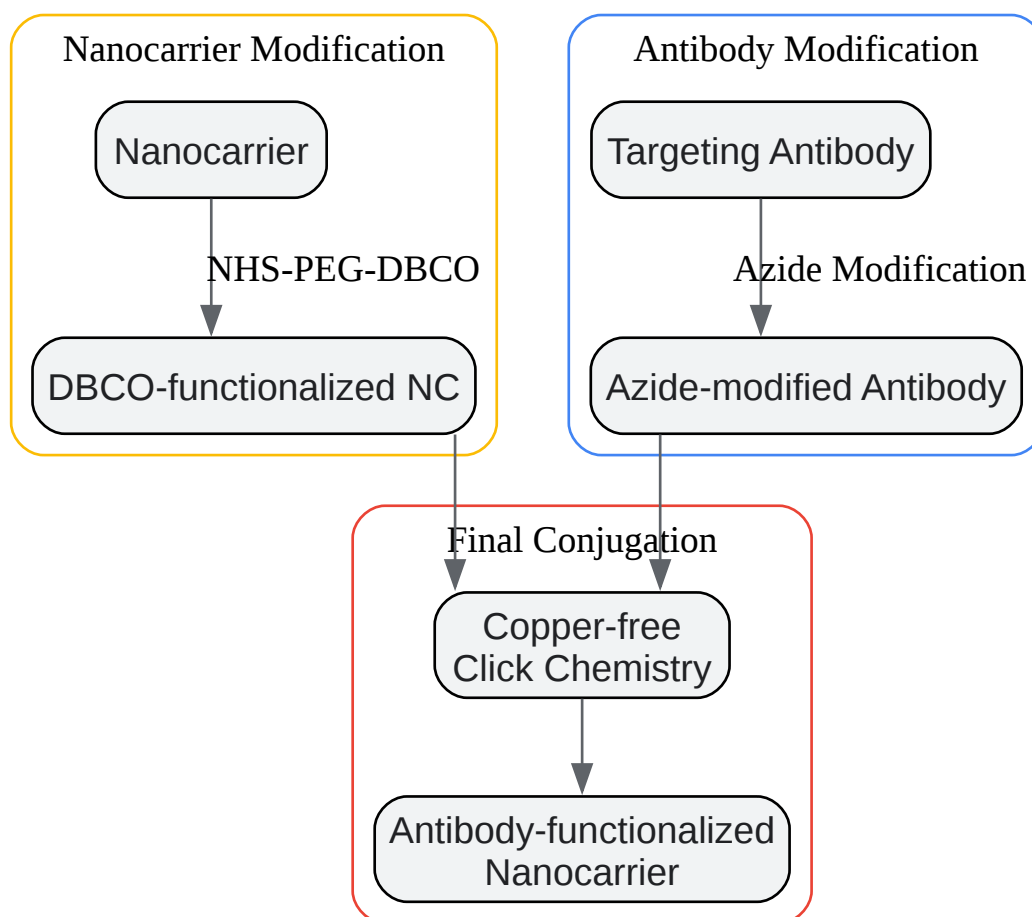 Nanocarrier Modification
Nanocarrier
NHS-PEG-DBCO
DBCO-functionalized NC
Antibody Modification
Targeting Antibody
Azide Modification
Azide-modified Antibody
Final Conjugation
Copper-free
Click Chemistry
Antibody-functionalized
Nanocarrier